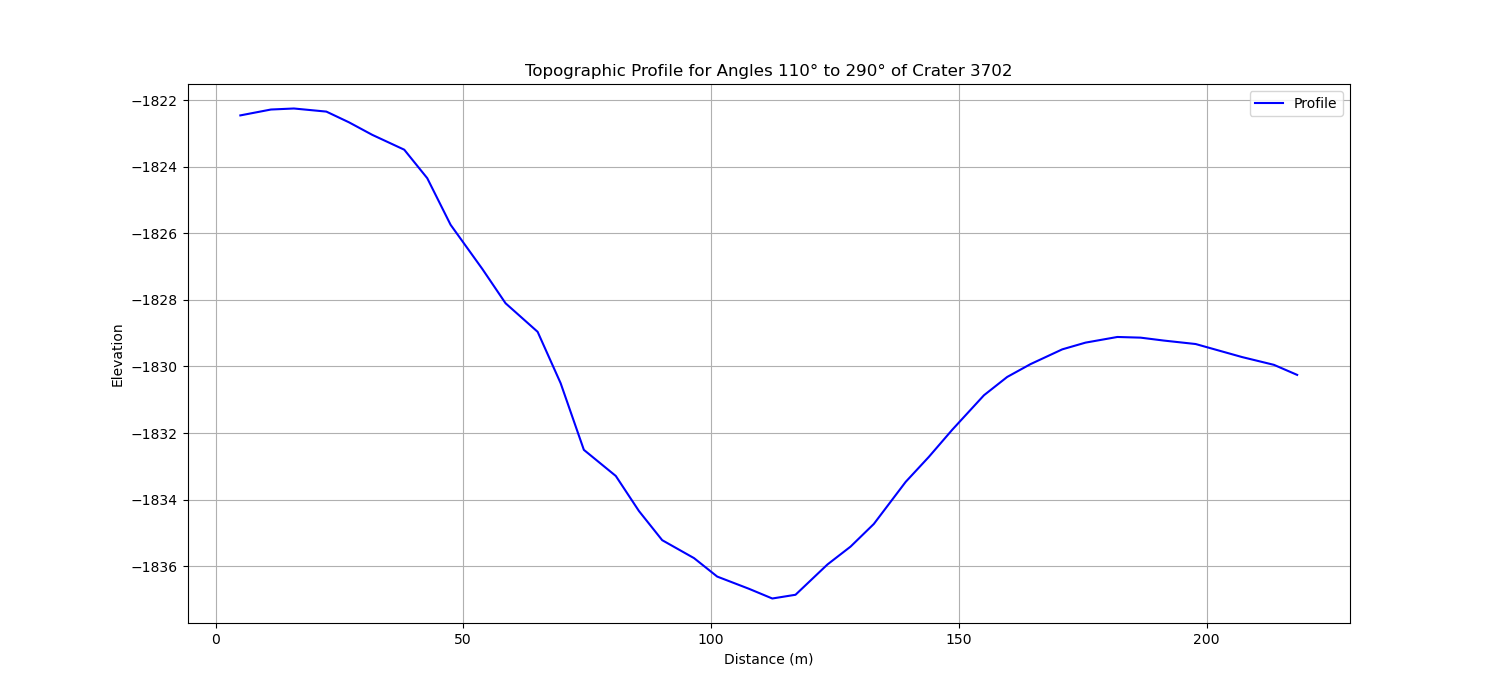 Topographic Profile for Angles 110° to 290° of Crater 3702
Profile
−1822
−1824
−1826
−1828
−1830
−1832
−1834
−1836
Elevation
0 50 100 150 200
Distance (m)